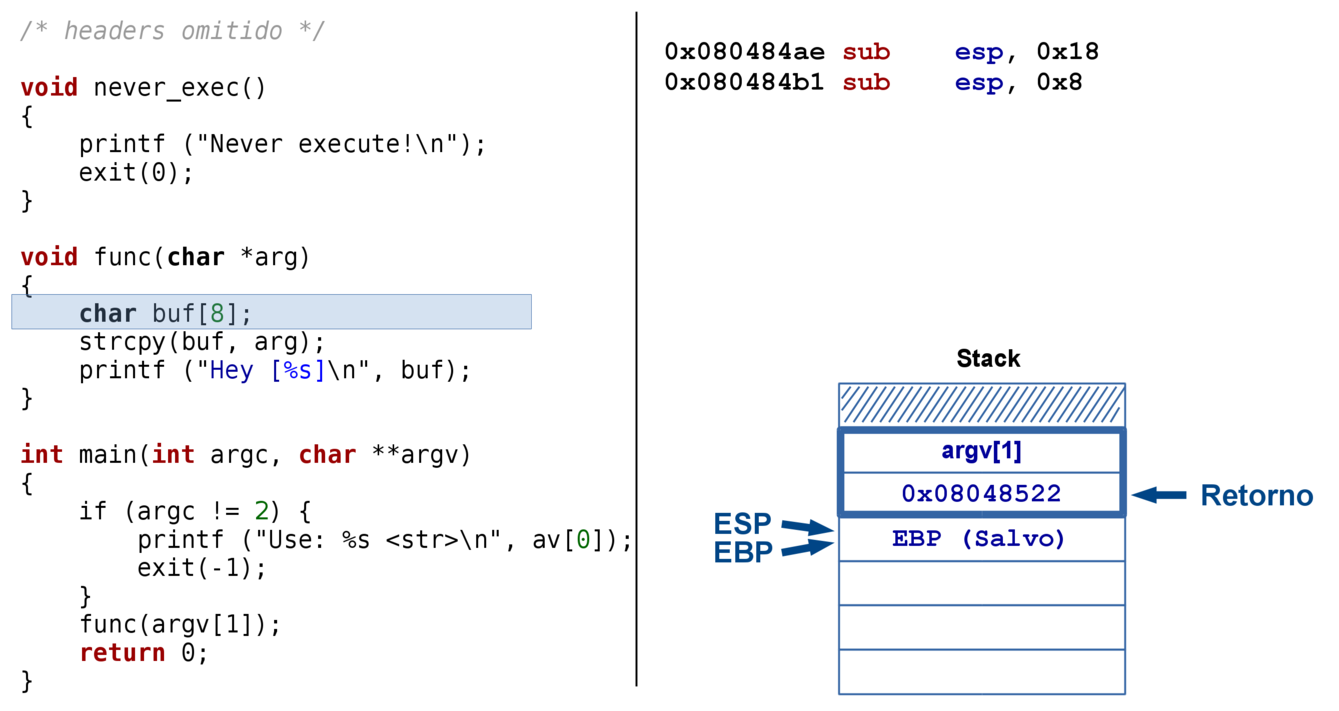 /* headers omitido */
void never_exec()
{
    printf ("Never execute!\n");
    exit(0);
}
void func(char *arg)
{
    char buf[8];
    strcpy(buf, arg);
    printf ("Hey [%s]\n", buf);
}
int main(int argc, char **argv)
{
    if (argc != 2) {
        printf ("Use: %s <str>\n", av[0]);
        exit(-1);
    }
    func(argv[1]);
    return 0;
}
0x080484ae sub    esp, 0x18
0x080484b1 sub    esp, 0x8
Stack
argv[1]
0x08048522
Retorno
ESP
EBP
EBP (Salvo)